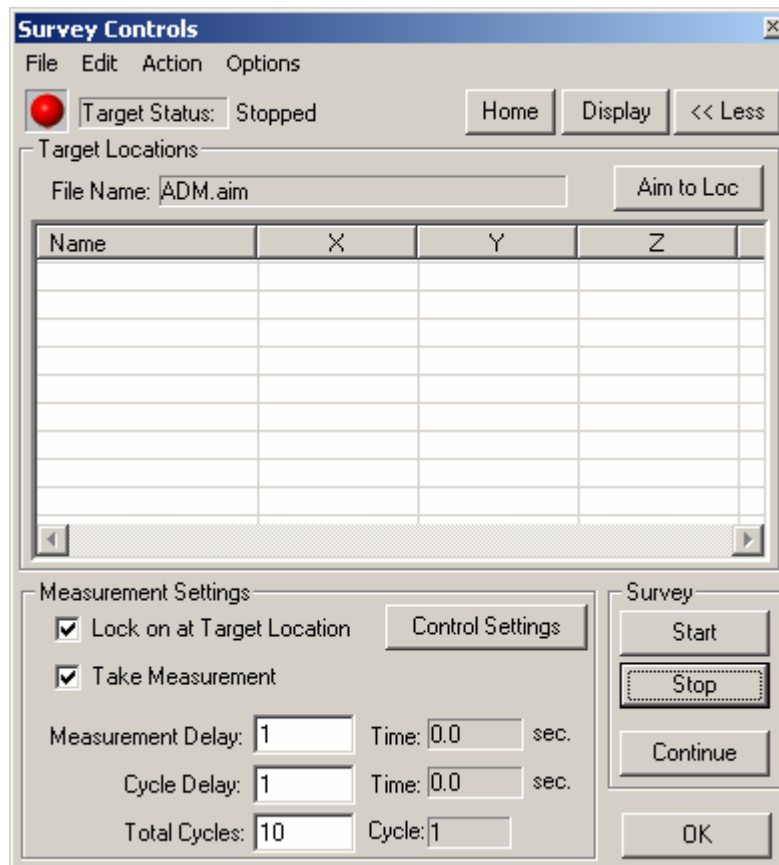 Survey Controls
File Edit Action Options
Target Status: Stopped Home Display << Less
Target Locations
File Name: ADM.aim Aim to Loc
Name X Y Z
Measurement Settings Survey
Lock on at Target Location Control Settings Start
Take Measurement Stop
Measurement Delay: 1 Time: 0.0 sec. Continue
Cycle Delay: 1 Time: 0.0 sec.
Total Cycles: 10 Cycle: 1 OK